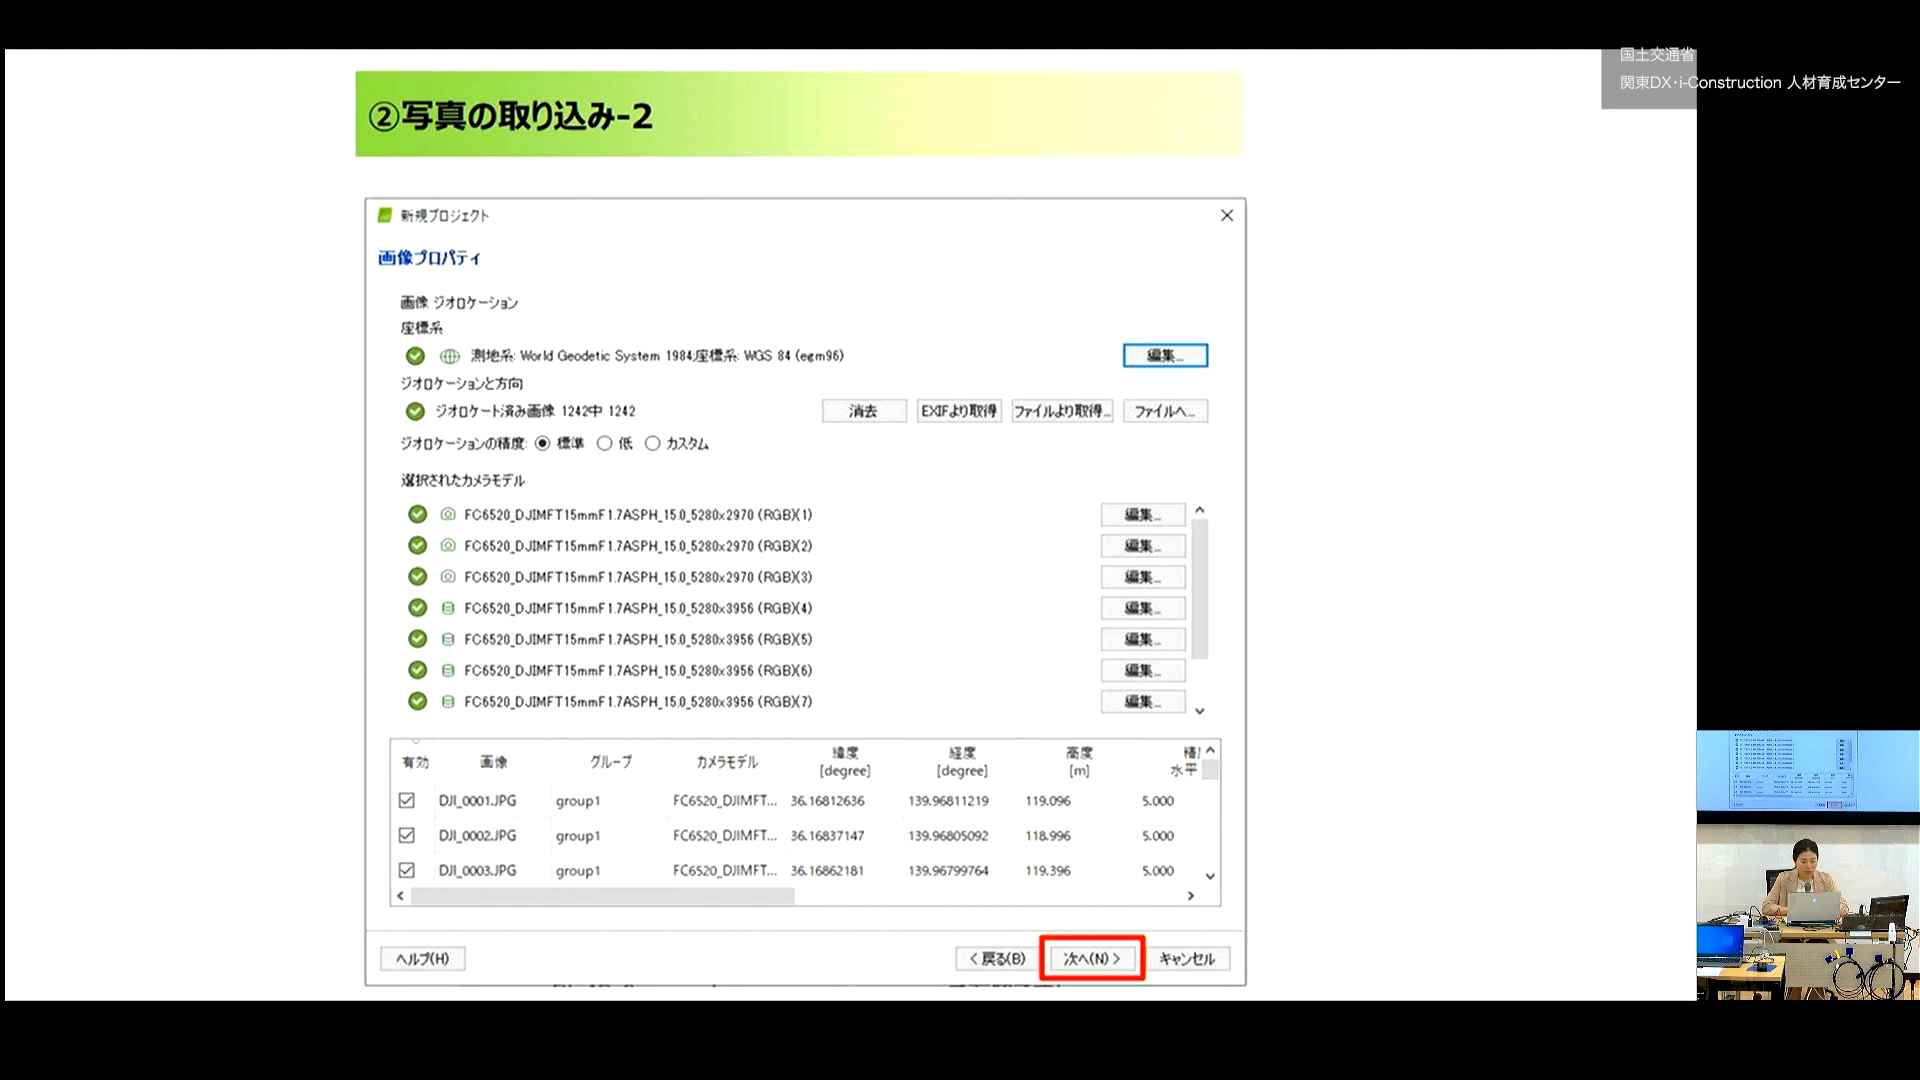 国土交通省
関東DX・i-Construction 人材育成センター
②写真の取り込み-2
新規プロジェクト
画像プロパティ
画像 ジオロケーション
座標系
測地系: World Geodetic System 1984,座標系: WGS 84 (egm96)
編集...
ジオロケーションと方向
ジオロケート済み画像 1242中 1242
消去 EXIFより取得 ファイルより取得... ファイルへ...
ジオロケーションの精度: 標準 低 カスタム
選択されたカメラモデル
FC6520_DJIMFT15mmF1.7ASPH_15.0_5280x2970 (RGB)(1) 編集...
FC6520_DJIMFT15mmF1.7ASPH_15.0_5280x2970 (RGB)(2) 編集...
FC6520_DJIMFT15mmF1.7ASPH_15.0_5280x2970 (RGB)(3) 編集...
FC6520_DJIMFT15mmF1.7ASPH_15.0_5280x3956 (RGB)(4) 編集...
FC6520_DJIMFT15mmF1.7ASPH_15.0_5280x3956 (RGB)(5) 編集...
FC6520_DJIMFT15mmF1.7ASPH_15.0_5280x3956 (RGB)(6) 編集...
FC6520_DJIMFT15mmF1.7ASPH_15.0_5280x3956 (RGB)(7) 編集...
有効 画像 グループ カメラモデル 緯度 [degree] 経度 [degree] 高度 [m] 水平
DJI_0001.JPG group1 FC6520_DJIMFT... 36.16812636 139.96811219 119.096 5.000
DJI_0002.JPG group1 FC6520_DJIMFT... 36.16837147 139.96805092 118.996 5.000
DJI_0003.JPG group1 FC6520_DJIMFT... 36.16862181 139.96799764 119.396 5.000
ヘルプ(H) < 戻る(B) 次へ(N) > キャンセル